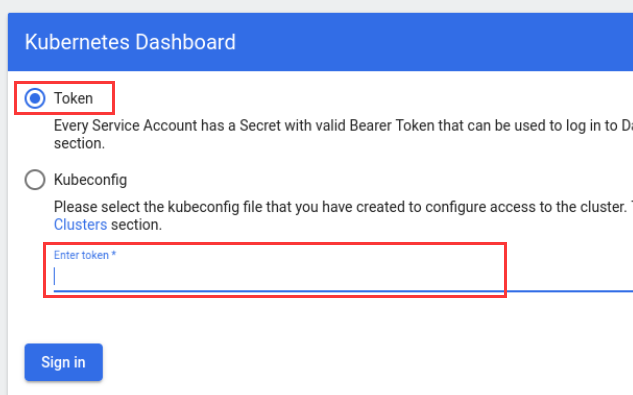 Kubernetes Dashboard
Token
Every Service Account has a Secret with valid Bearer Token that can be used to log in to Da
section.
Kubeconfig
Please select the kubeconfig file that you have created to configure access to the cluster.
Clusters section.
Enter token *
Sign in